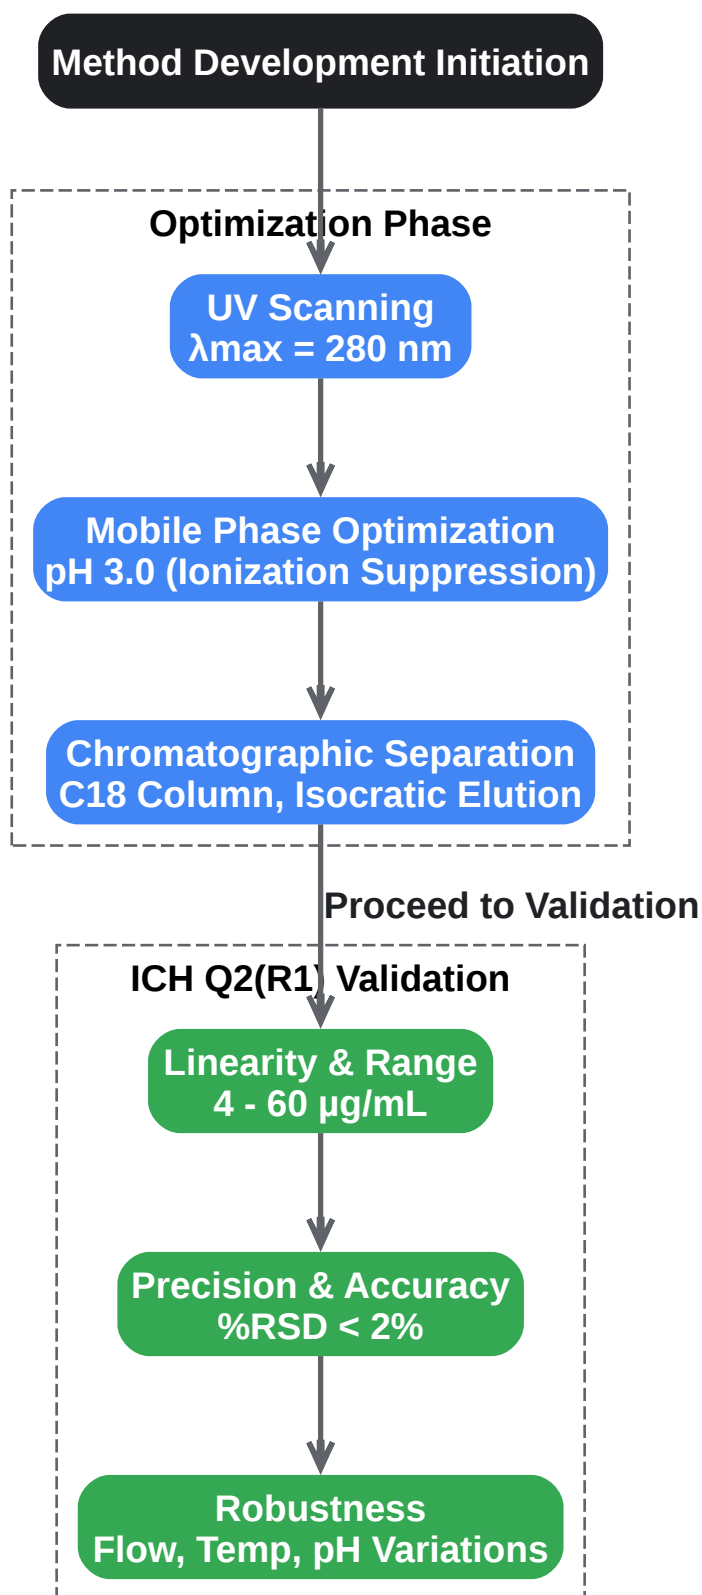 Method Development Initiation
Optimization Phase
UV Scanning
λmax = 280 nm
Mobile Phase Optimization
pH 3.0 (Ionization Suppression)
Chromatographic Separation
C18 Column, Isocratic Elution
Proceed to Validation
ICH Q2(R1) Validation
Linearity & Range
4 - 60 µg/mL
Precision & Accuracy
%RSD < 2%
Robustness
Flow, Temp, pH Variations